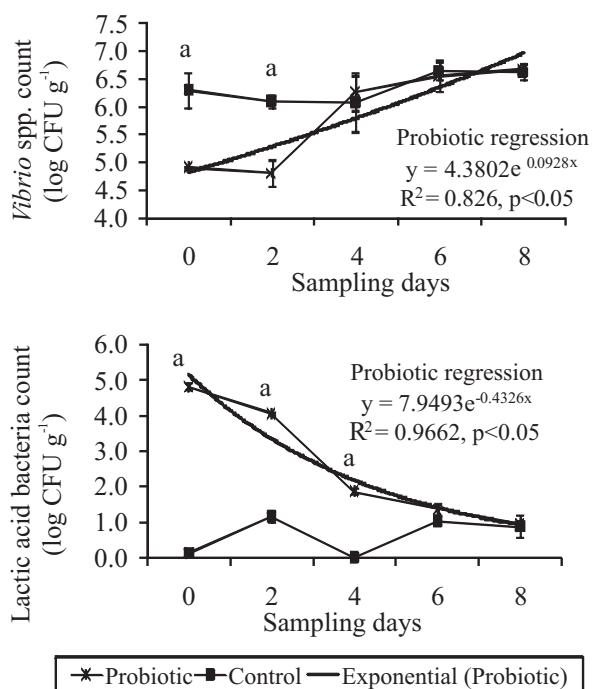 Vibrio spp. count
(log CFU g-1)
7.5
7.0
6.5
6.0
5.5
5.0
4.5
4.0
a
a
Probiotic regression
y = 4.3802e 0.0928x
R2 = 0.826, p<0.05
0 2 4 6 8
Sampling days
Lactic acid bacteria count
(log CFU g-1)
6.0
5.0
4.0
3.0
2.0
1.0
0.0
a
a
a
Probiotic regression
y = 7.9493e-0.4326x
R2 = 0.9662, p<0.05
0 2 4 6 8
Sampling days
Probiotic Control Exponential (Probiotic)